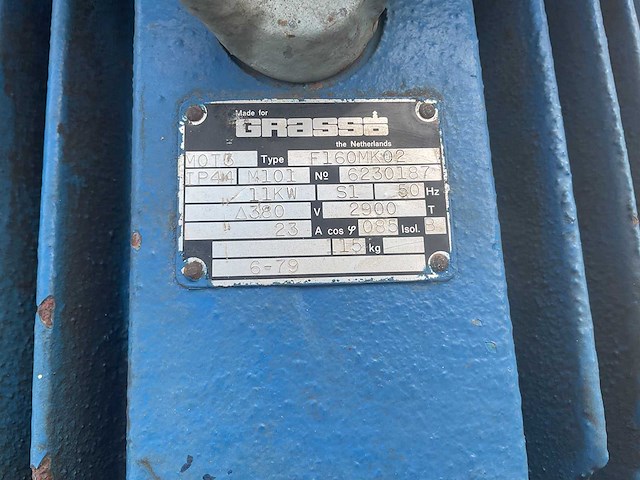 Made for
GRASSO
the Netherlands
Type F160MK02
IP44 M101 No 6230187
11KW S1 50 Hz
Δ380 V 2900 T
23 A cos φ 085 Isol. B
115 kg
6-79